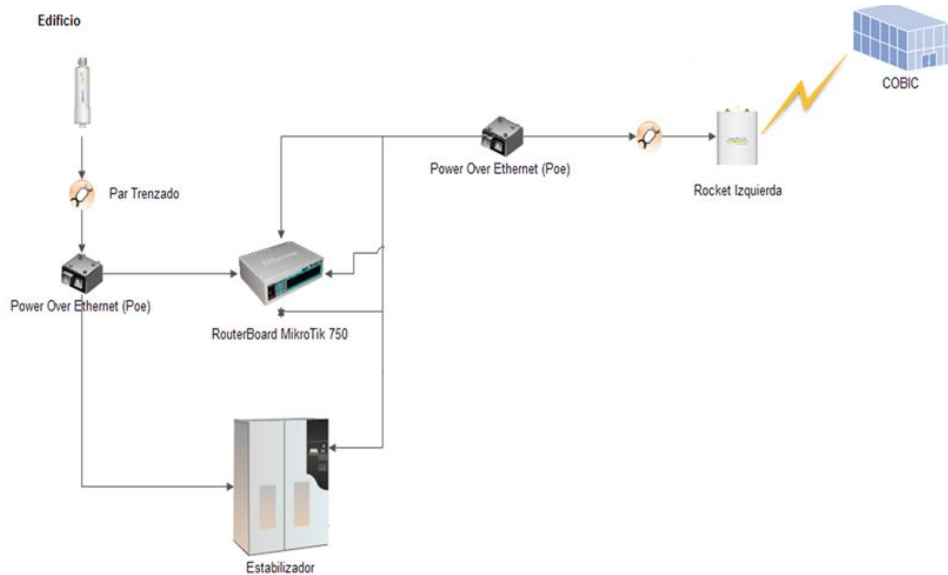 Edificio
COBIC
Par Trenzado
Power Over Ethernet (Poe)
Rocket Izquierda
Power Over Ethernet (Poe)
RouterBoard MikroTik 750
Estabilizador